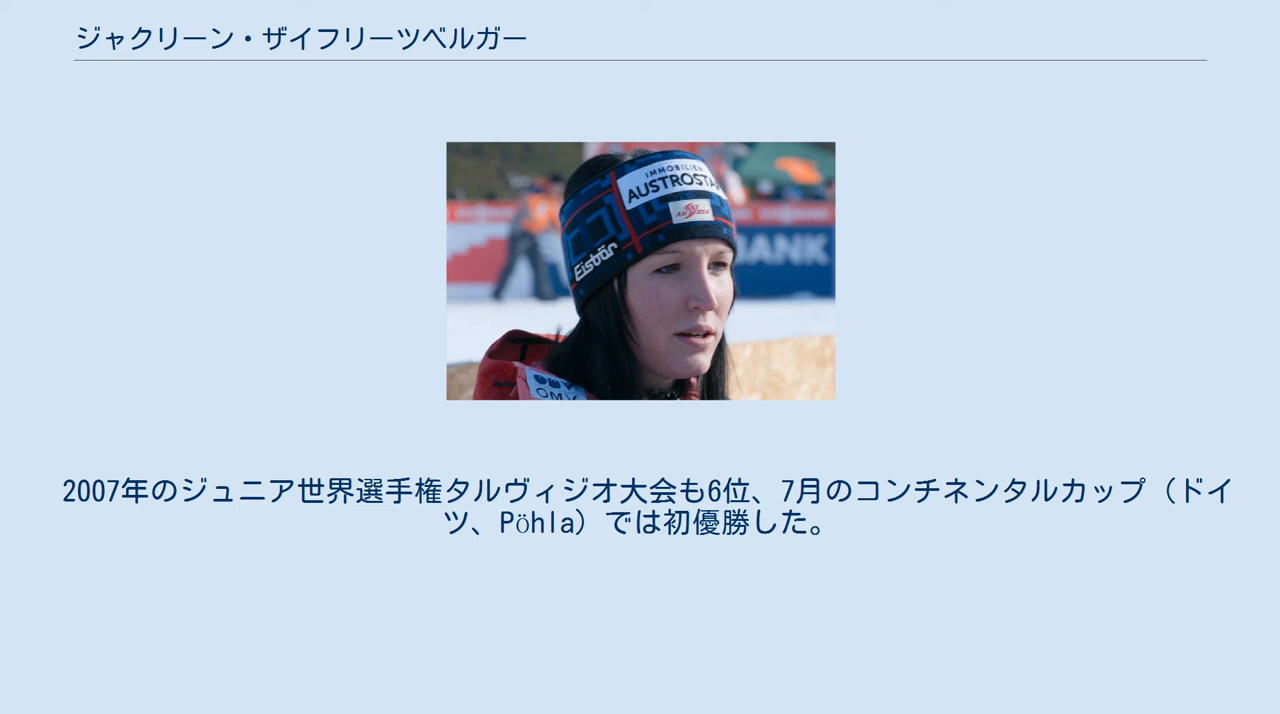 ジャクリーン・ザイフリーツベルガー
IMMOBILIEN
AUSTROSTA
SKI
AUSTRIA
Eisbär
BANK
OMV
2007年のジュニア世界選手権タルヴィジオ大会も6位、7月のコンチネンタルカップ（ドイ
ツ、Pöhla）では初優勝した。